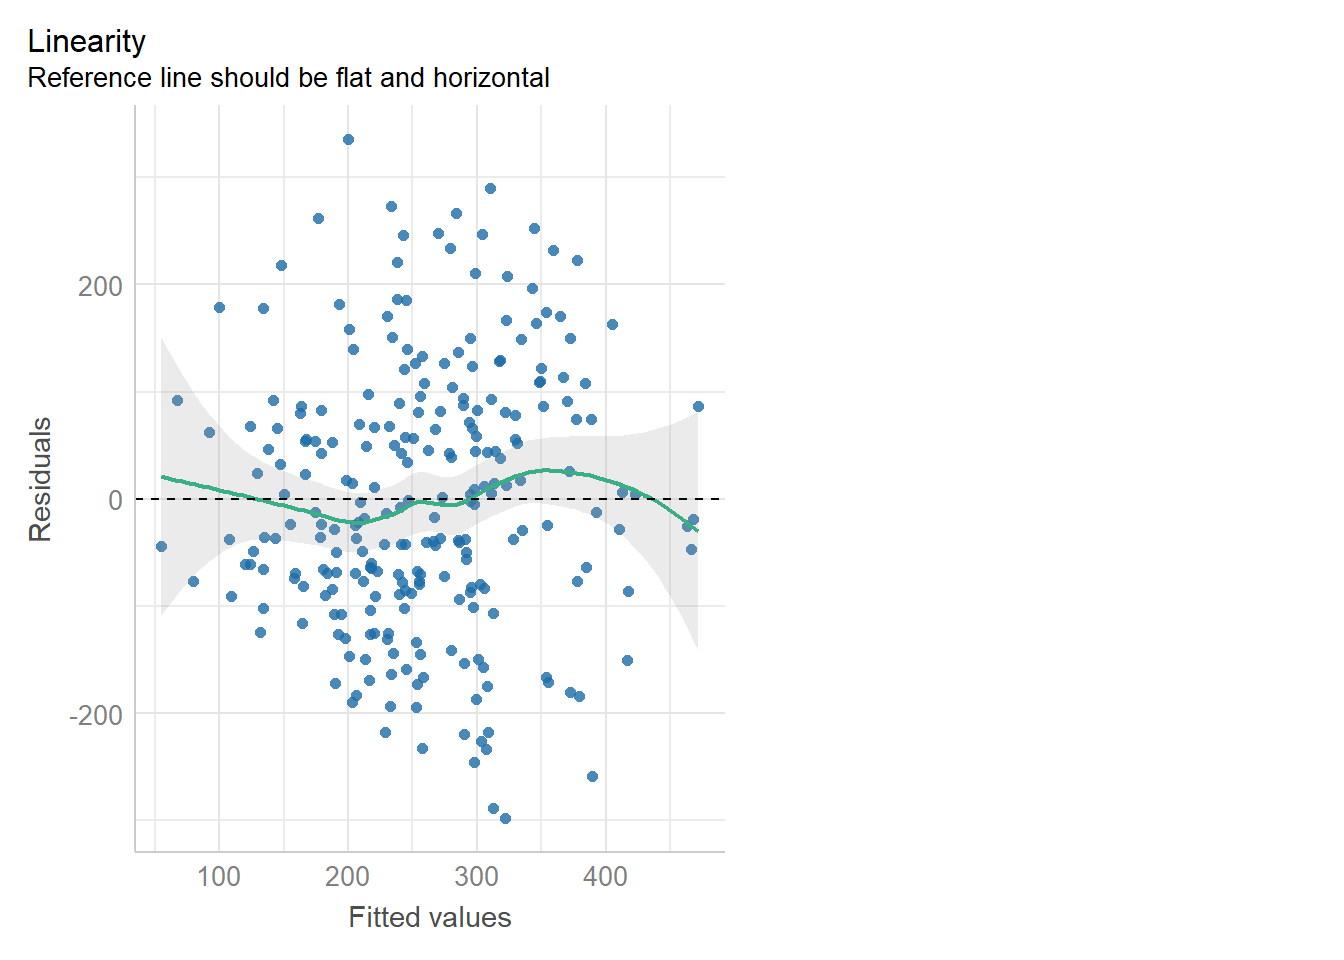 Linearity
Reference line should be flat and horizontal
Residuals
200
0
-200
100
200
300
400
Fitted values